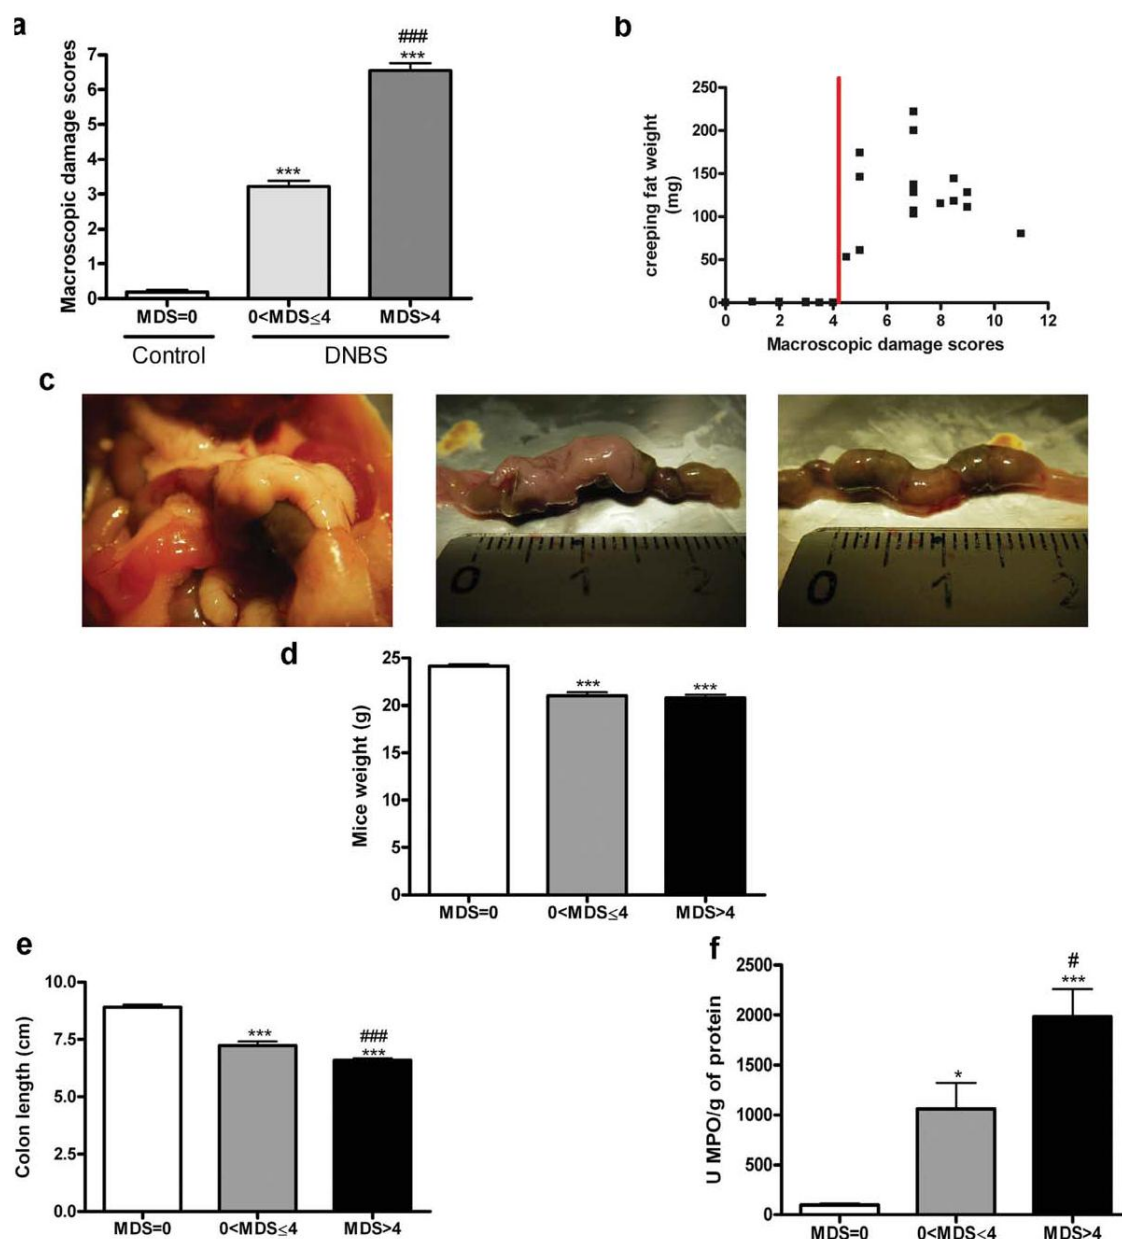 a
Macroscopic damage scores
7
6
5
4
3
2
1
0
***
###
***
MDS=0
0<MDS≤4
MDS>4
Control
DNBS
b
creeping fat weight
(mg)
250
200
150
100
50
0
0 2 4 6 8 10 12
Macroscopic damage scores
c
0 1 2
0 1 2
d
Mice weight (g)
25
20
15
10
5
0
***
***
MDS=0
0<MDS≤4
MDS>4
e
Colon length (cm)
10.0
7.5
5.0
2.5
0.0
***
###
***
MDS=0
0<MDS≤4
MDS>4
f
U MPO/g of protein
2500
2000
1500
1000
500
0
*
#
***
MDS=0
0<MDS≤4
MDS>4